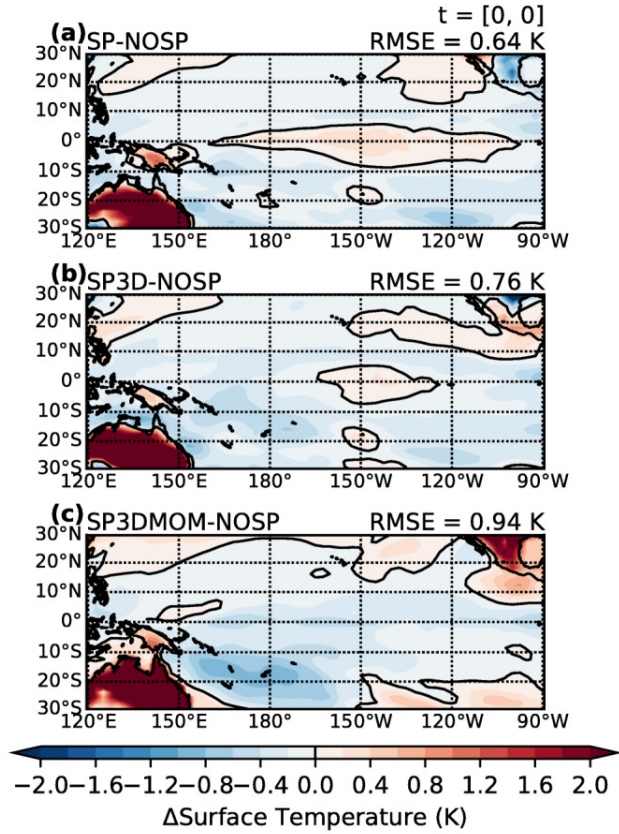 t = [0, 0]
(a)
SP-NOSP RMSE = 0.64 K
30°N
20°N
10°N
0°
10°S
20°S
30°S
120°E 150°E 180° 150°W 120°W 90°W
(b)
SP3D-NOSP RMSE = 0.76 K
30°N
20°N
10°N
0°
10°S
20°S
30°S
120°E 150°E 180° 150°W 120°W 90°W
(c)
SP3DMOM-NOSP RMSE = 0.94 K
30°N
20°N
10°N
0°
10°S
20°S
30°S
120°E 150°E 180° 150°W 120°W 90°W
−2.0 −1.6 −1.2 −0.8 −0.4 0.0 0.4 0.8 1.2 1.6 2.0
ΔSurface Temperature (K)